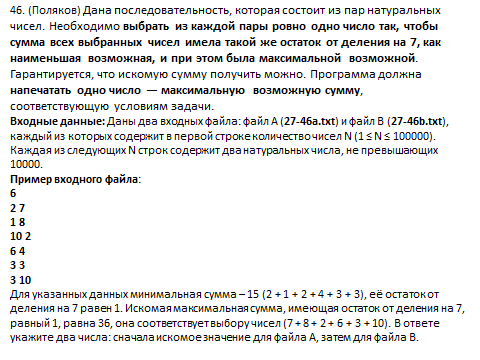 46. (Поляков) Дана последовательность, которая состоит из пар натуральных
чисел. Необходимо выбрать из каждой пары ровно одно число так, чтобы
сумма всех выбранных чисел имела такой же остаток от деления на 7, как
наименьшая возможная, и при этом была максимальной возможной.
Гарантируется, что искомую сумму получить можно. Программа должна
напечатать одно число — максимальную возможную сумму,
соответствующую условиям задачи.
Входные данные: Даны два входных файла: файл A (27-46a.txt) и файл B (27-46b.txt),
каждый из которых содержит в первой строке количество чисел N (1 ≤ N ≤ 100000).
Каждая из следующих N строк содержит два натуральных числа, не превышающих
10000.
Пример входного файла:
6
2 7
1 8
10 2
6 4
3 3
3 10
Для указанных данных минимальная сумма – 15 (2 + 1 + 2 + 4 + 3 + 3), её остаток от
деления на 7 равен 1. Искомая максимальная сумма, имеющая остаток от деления на 7,
равный 1, равна 36, она соответствует выбору чисел (7 + 8 + 2 + 6 + 3 + 10). В ответе
укажите два числа: сначала искомое значение для файла А, затем для файла B.